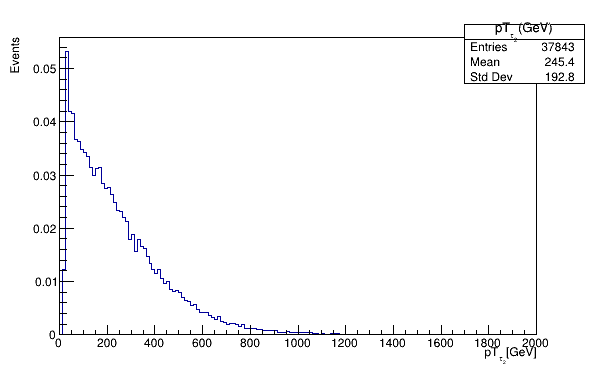 pT_τ₂(GeV)
Entries 37843
Mean 245.4
Std Dev 192.8
Events
0.05
0.04
0.03
0.02
0.01
0
0 200 400 600 800 1000 1200 1400 1600 1800 2000
pT_τ₂[GeV]